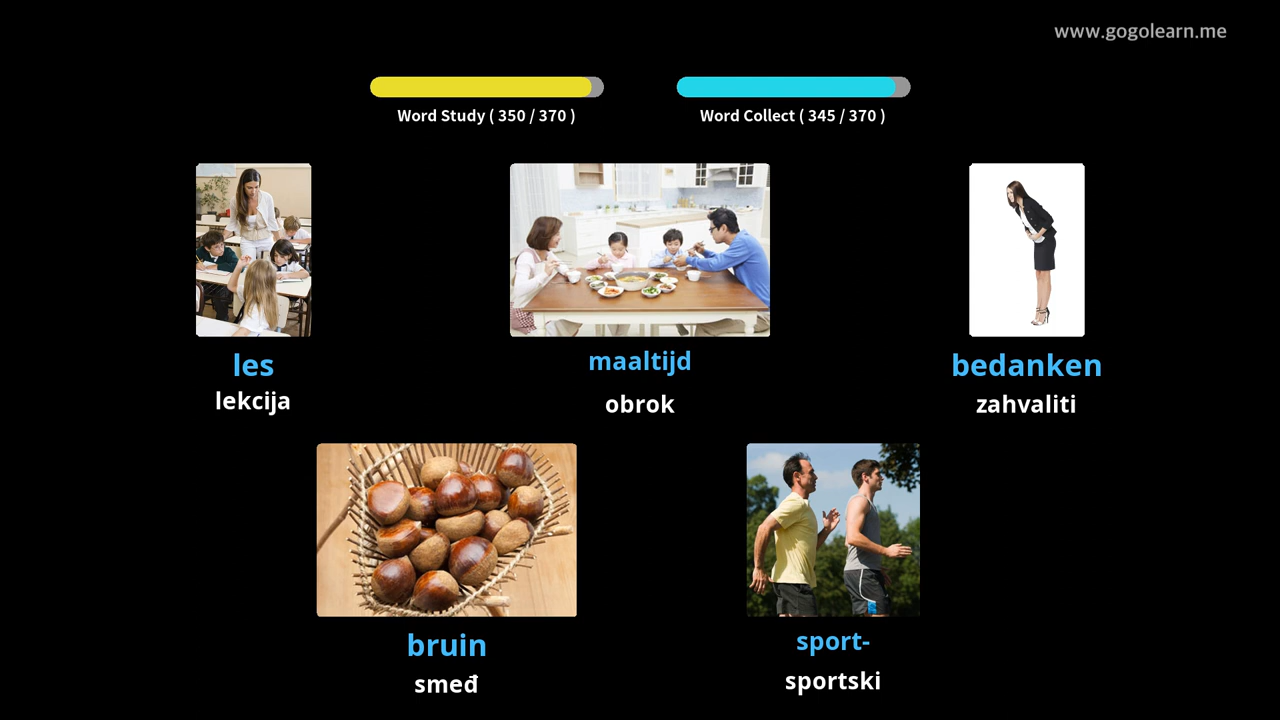 www.gogolearn.me
Word Study ( 350 / 370 )
Word Collect ( 345 / 370 )
les
lekcija
maaltijd
obrok
bedanken
zahvaliti
bruin
smeđ
sport-
sportski